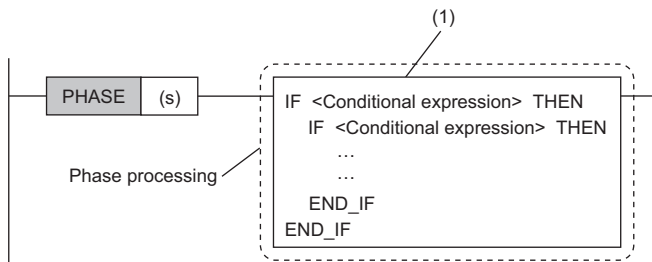 (1)
PHASE (s)
IF <Conditional expression> THEN
IF <Conditional expression> THEN
…
…
END_IF
END_IF
Phase processing